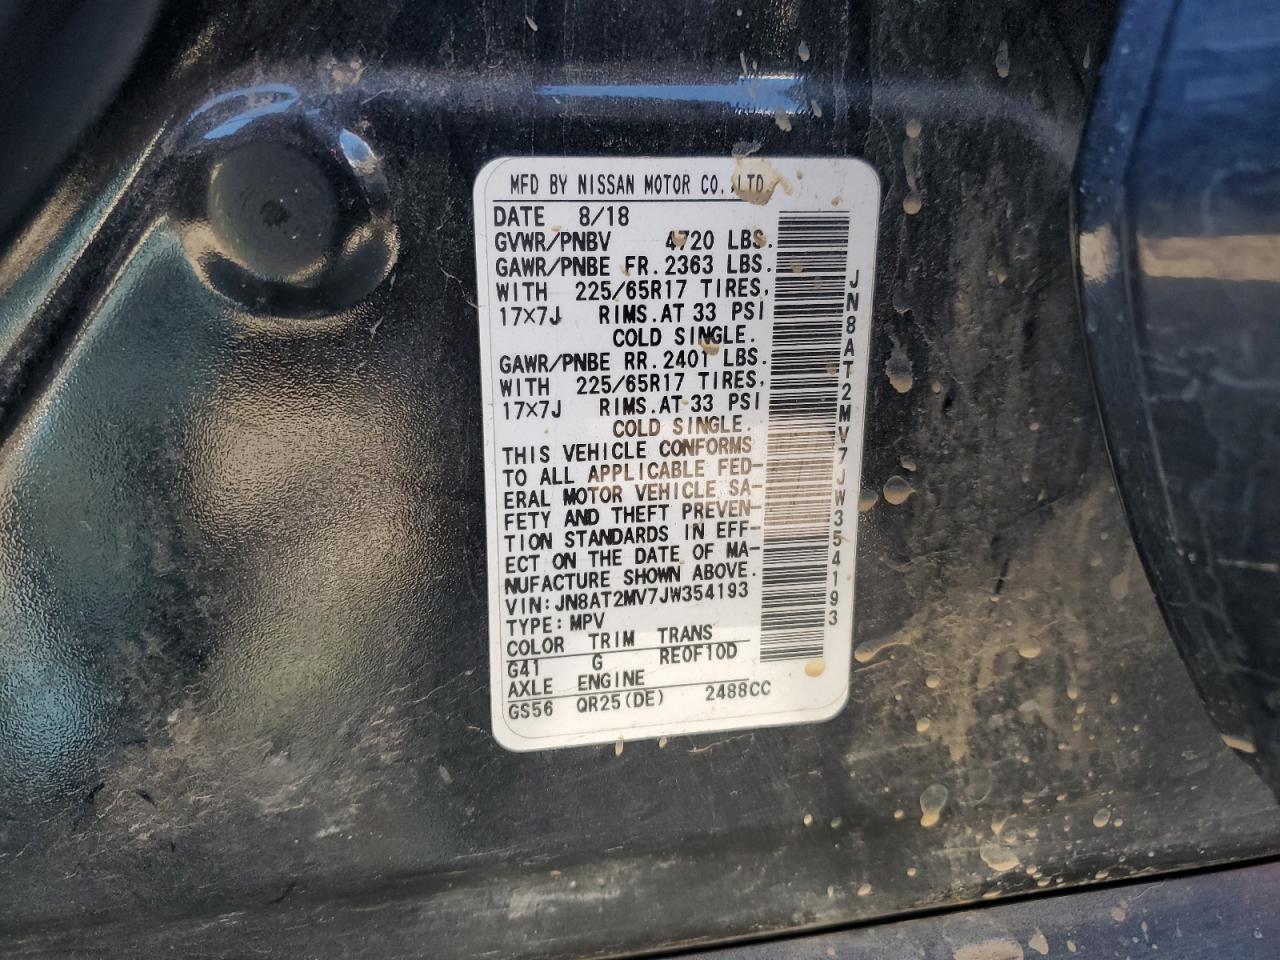 MFD BY NISSAN MOTOR CO.,LTD.
DATE 8/18
GVWR/PNBV 4720 LBS.
GAWR/PNBE FR.2363 LBS.
WITH 225/65R17 TIRES,
17×7J RIMS.AT 33 PSI
COLD SINGLE.
GAWR/PNBE RR.2401 LBS.
WITH 225/65R17 TIRES,
17×7J RIMS.AT 33 PSI
COLD SINGLE.
THIS VEHICLE CONFORMS
TO ALL APPLICABLE FED-
ERAL MOTOR VEHICLE SA-
FETY AND THEFT PREVEN-
TION STANDARDS IN EFF-
ECT ON THE DATE OF MA-
NUFACTURE SHOWN ABOVE.
VIN:JN8AT2MV7JW354193
TYPE:MPV
COLOR TRIM TRANS
G41 G RE0F10D
AXLE ENGINE
GS56 QR25(DE) 2488CC
JN8AT2MV7JW354193